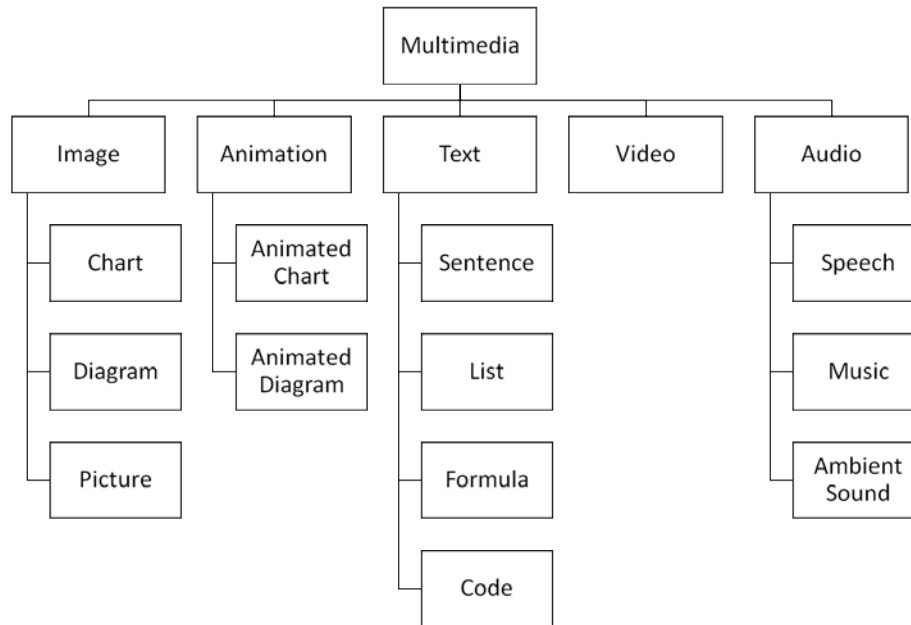 Multimedia
Image
Animation
Text
Video
Audio
Chart
Animated
Chart
Sentence
Speech
Diagram
Animated
Diagram
List
Music
Picture
Formula
Ambient
Sound
Code